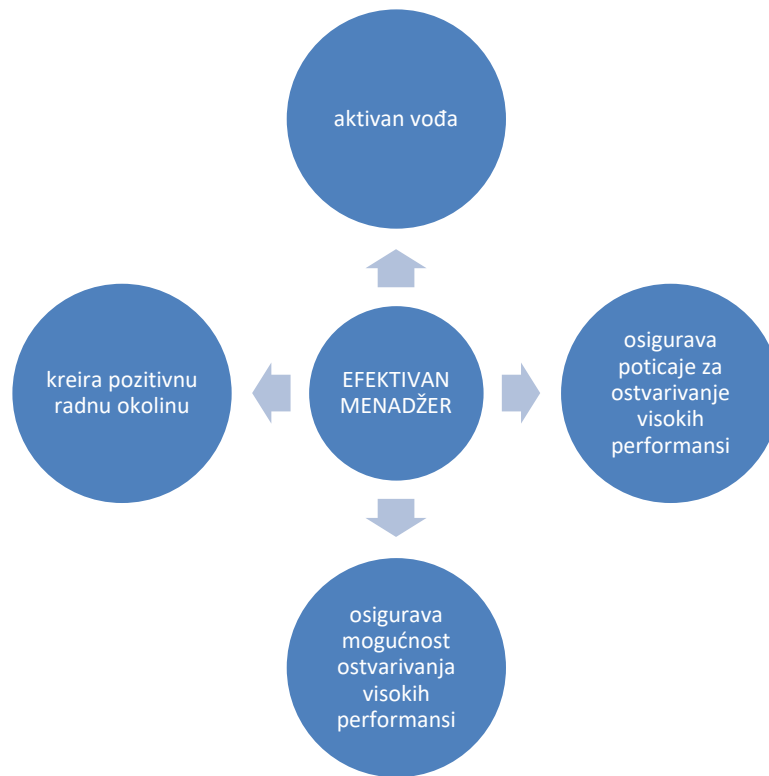 aktivan vođa
kreira pozitivnu
radnu okolinu
EFEKTIVAN
MENADŽER
osigurava
poticaje za
ostvarivanje
visokih
performansi
osigurava
mogućnost
ostvarivanja
visokih
performansi